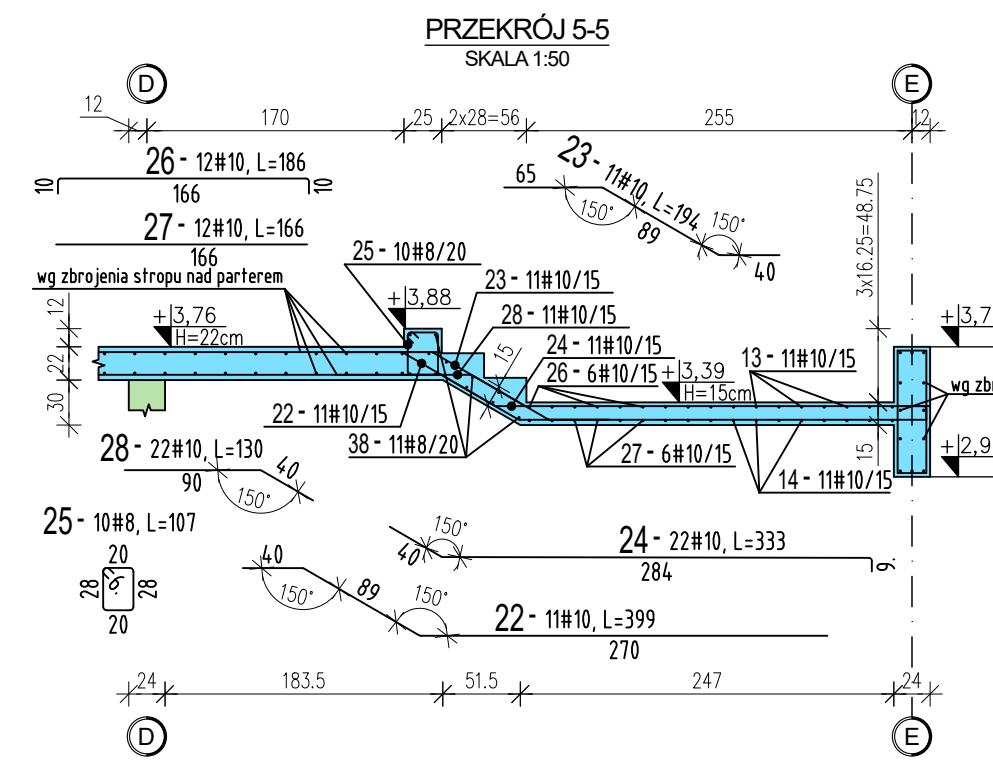 PRZEKRÓJ 5-5
SKALA 1:50
D
E
12
170
25
2x28=56
255
12
26 - 12#10, L=186
10
166
10
27 - 12#10, L=166
166
wg zbrojenia stropu nad parterem
23 - 11#10, L=194
65
150°
89
150°
40
3x16.25=48.75
25 - 10#8/20
23 - 11#10/15
28 - 11#10/15
24 - 11#10/15
26 - 6#10/15
13 - 11#10/15
12
22
30
+3,76
H=22cm
+3,88
15
+3,39
H=15cm
+3,7
wg zbr
+2,9
15
22 - 11#10/15
38 - 11#8/20
27 - 6#10/15
14 - 11#10/15
28 - 22#10, L=130
90
150°
40
25 - 10#8, L=107
20
28
28
20
40
150°
89
150°
22 - 11#10, L=399
270
150°
40
24 - 22#10, L=333
284
9.
24
183.5
51.5
247
24
D
E